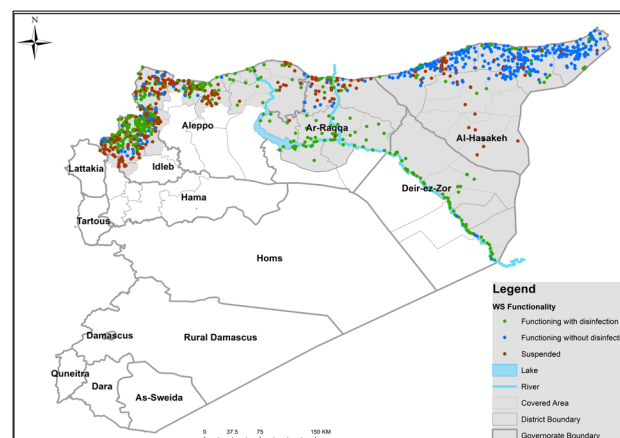 N
Aleppo
Ar-Raqqa
Al-Hasakeh
Lattakia
Idleb
Deir-ez-Zor
Hama
Tartous
Homs
Damascus
Rural Damascus
Quneitra
Dara
As-Sweida
0 37.5 75 150 KM
Legend
WS Functionality
Functioning with disinfection
Functioning without disinfect
Suspended
Lake
River
Covered Area
District Boundary
Governorate Boundary